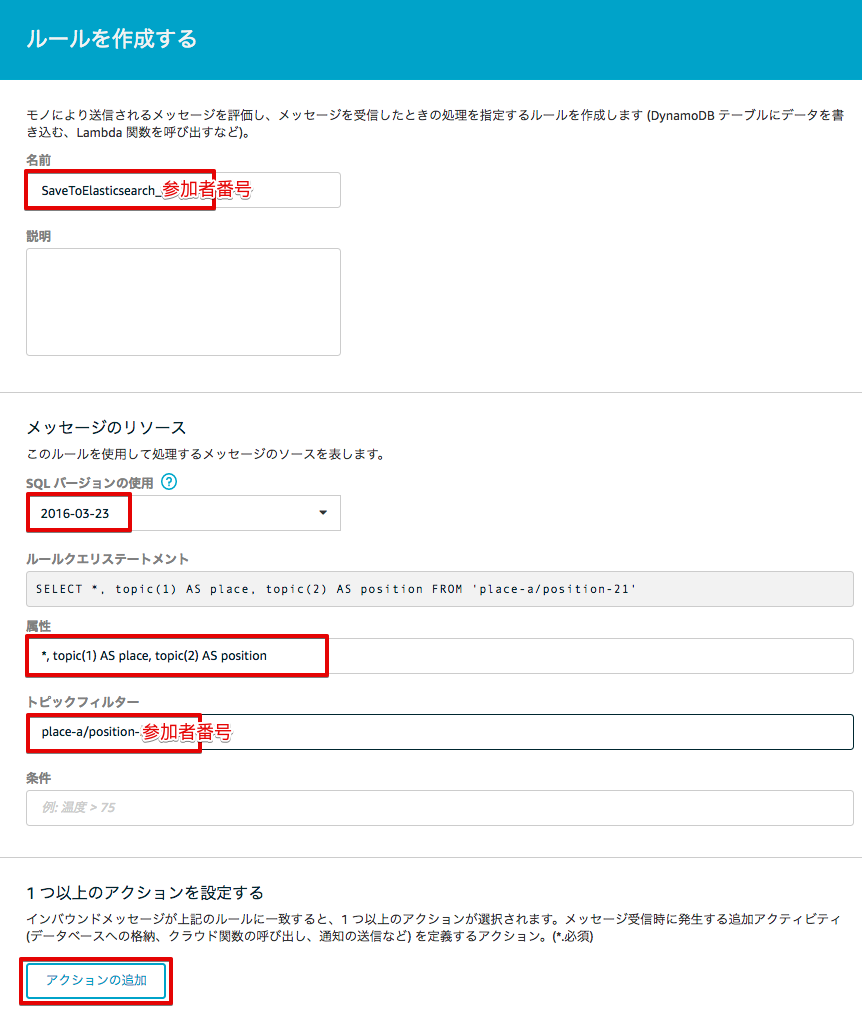 ルールを作成する
モノにより送信されるメッセージを評価し、メッセージを受信したときの処理を指定するルールを作成します (DynamoDB テーブルにデータを書
き込む、Lambda 関数を呼び出すなど)。
名前
SaveToElasticsearch_参加者番号
説明
メッセージのリソース
このルールを使用して処理するメッセージのソースを表します。
SQL バージョンの使用 ?
2016-03-23
ルールクエリステートメント
SELECT *, topic(1) AS place, topic(2) AS position FROM 'place-a/position-21'
属性
*, topic(1) AS place, topic(2) AS position
トピックフィルター
place-a/position-参加者番号
条件
例: 温度 > 75
1 つ以上のアクションを設定する
インバウンドメッセージが上記のルールに一致すると、1 つ以上のアクションが選択されます。メッセージ受信時に発生する追加アクティビティ
(データベースへの格納、クラウド関数の呼び出し、通知の送信など) を定義するアクション。(*.必須)
アクションの追加